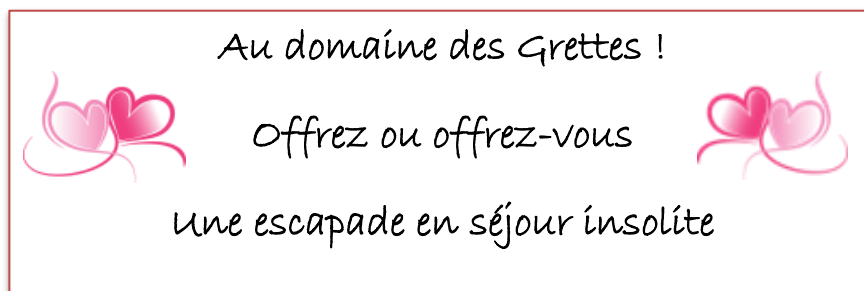 Au domaine des Grettes !
Offrez ou offrez-vous
Une escapade en séjour insolite